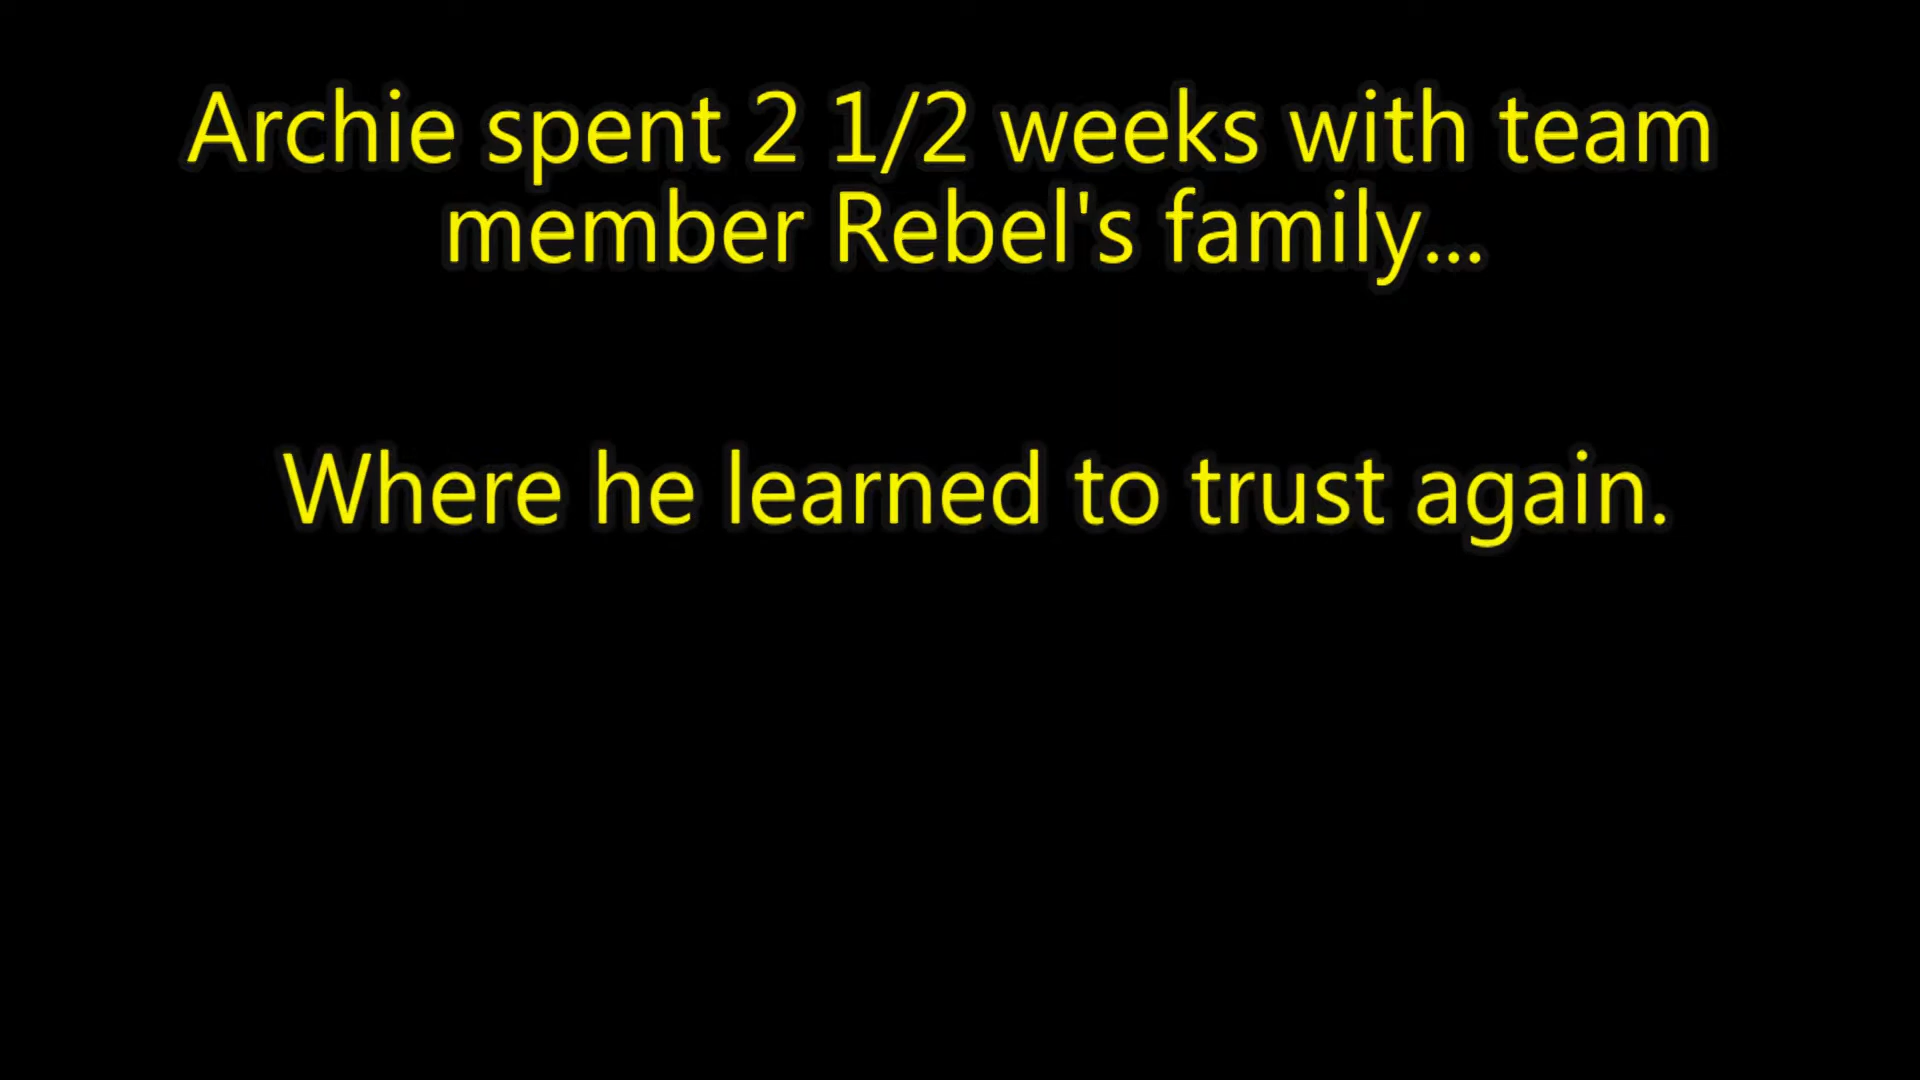 Archie spent 2 1/2 weeks with team
member Rebel's family...
Where he learned to trust again.